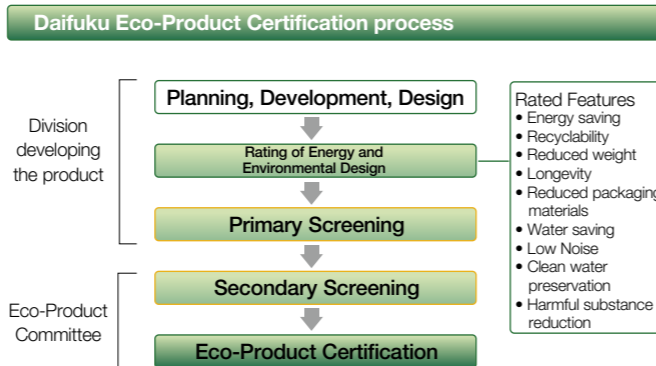 Daifuku Eco-Product Certification process
Division
developing
the product
Planning, Development, Design
Rating of Energy and
Environmental Design
Primary Screening
Eco-Product
Committee
Secondary Screening
Eco-Product Certification
Rated Features
• Energy saving
• Recyclability
• Reduced weight
• Longevity
• Reduced packaging
materials
• Water saving
• Low Noise
• Clean water
preservation
• Harmful substance
reduction